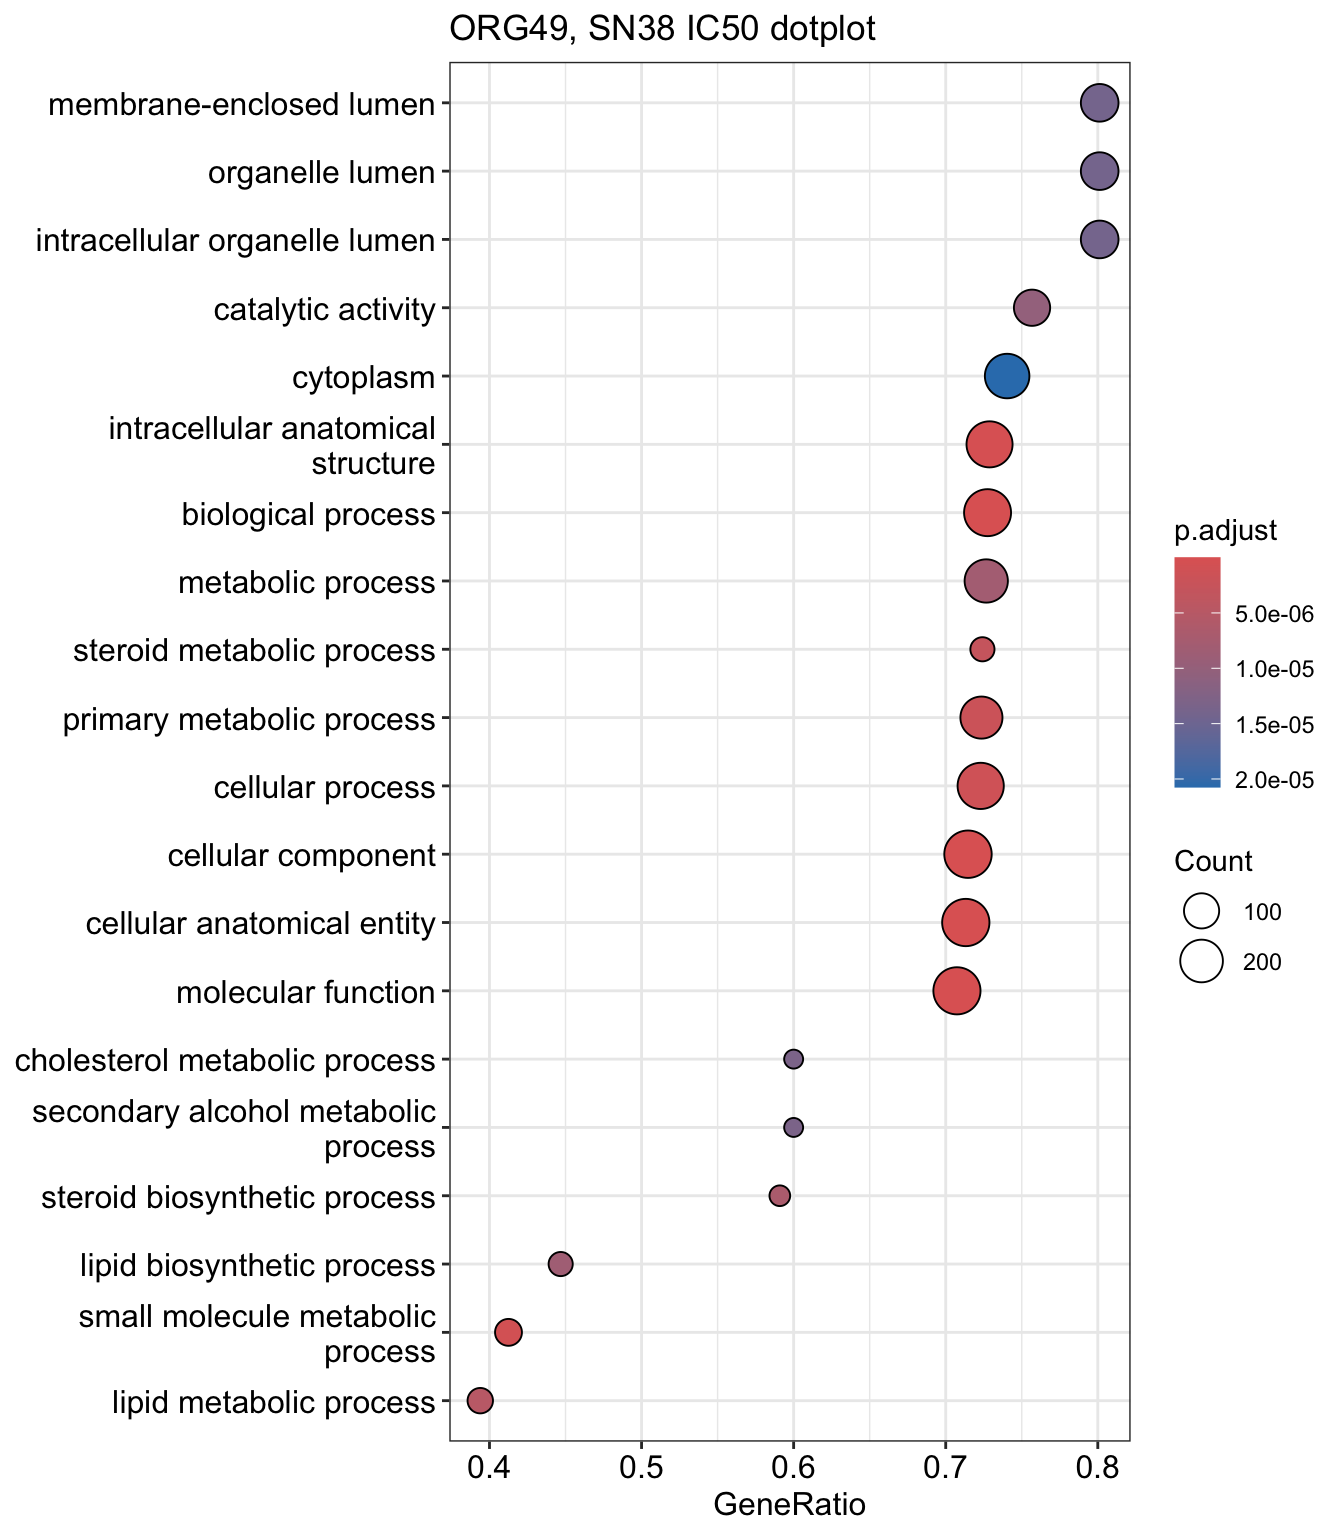 ORG49, SN38 IC50 dotplot
membrane-enclosed lumen
organelle lumen
intracellular organelle lumen
catalytic activity
cytoplasm
intracellular anatomical
structure
biological process
metabolic process
steroid metabolic process
primary metabolic process
cellular process
cellular component
cellular anatomical entity
molecular function
cholesterol metabolic process
secondary alcohol metabolic
process
steroid biosynthetic process
lipid biosynthetic process
small molecule metabolic
process
lipid metabolic process
0.4 0.5 0.6 0.7 0.8
GeneRatio
p.adjust
5.0e-06
1.0e-05
1.5e-05
2.0e-05
Count
100
200